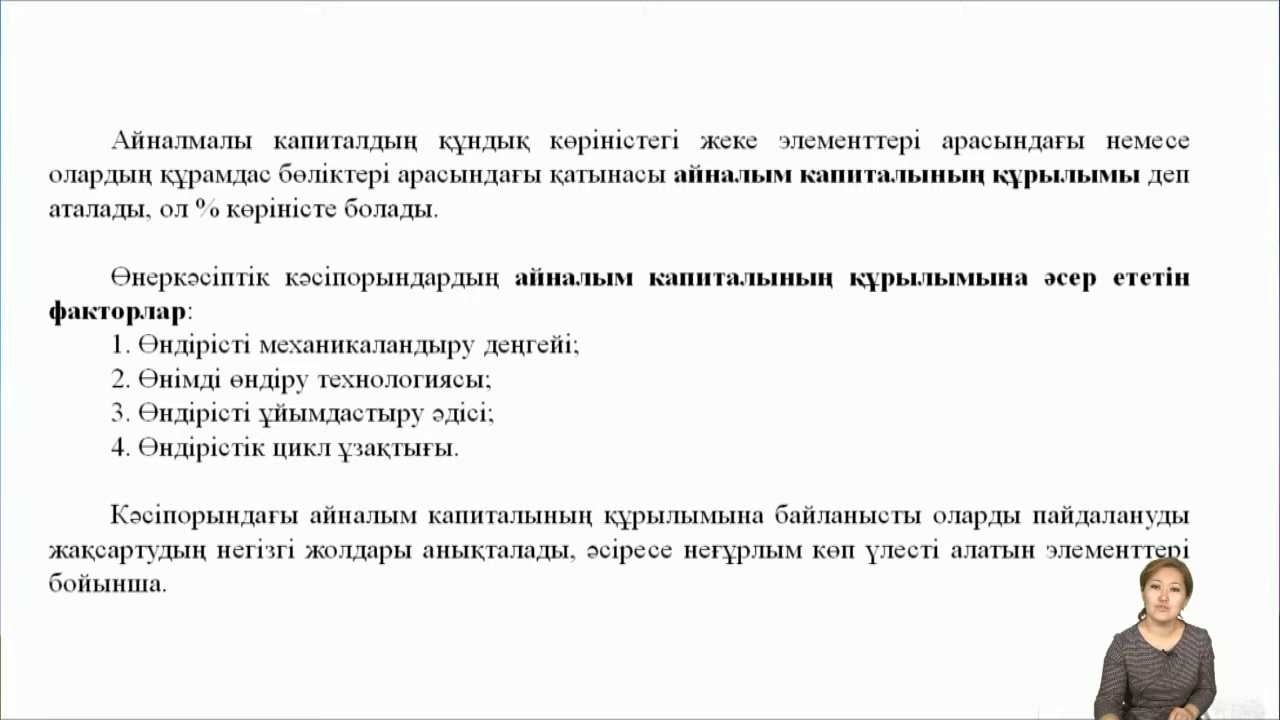 Айналмалы капиталдың құндық көріністегі жеке элементтері арасындағы немесе
олардың құрамдас бөліктері арасындағы қатынасы айналым капиталының құрылымы деп
аталады, ол % көріністе болады.
Өнеркәсіптік кәсіпорындардың айналым капиталының құрылымына әсер ететін
факторлар:
1. Өндірісті механикаландыру деңгейі;
2. Өнімді өндіру технологиясы;
3. Өндірісті ұйымдастыру әдісі;
4. Өндірістік цикл ұзақтығы.
Кәсіпорындағы айналым капиталының құрылымына байланысты оларды пайдалануды
жақсартудың негізгі жолдары анықталады, әсіресе неғұрлым көп үлесті алатын элементтері
бойынша.